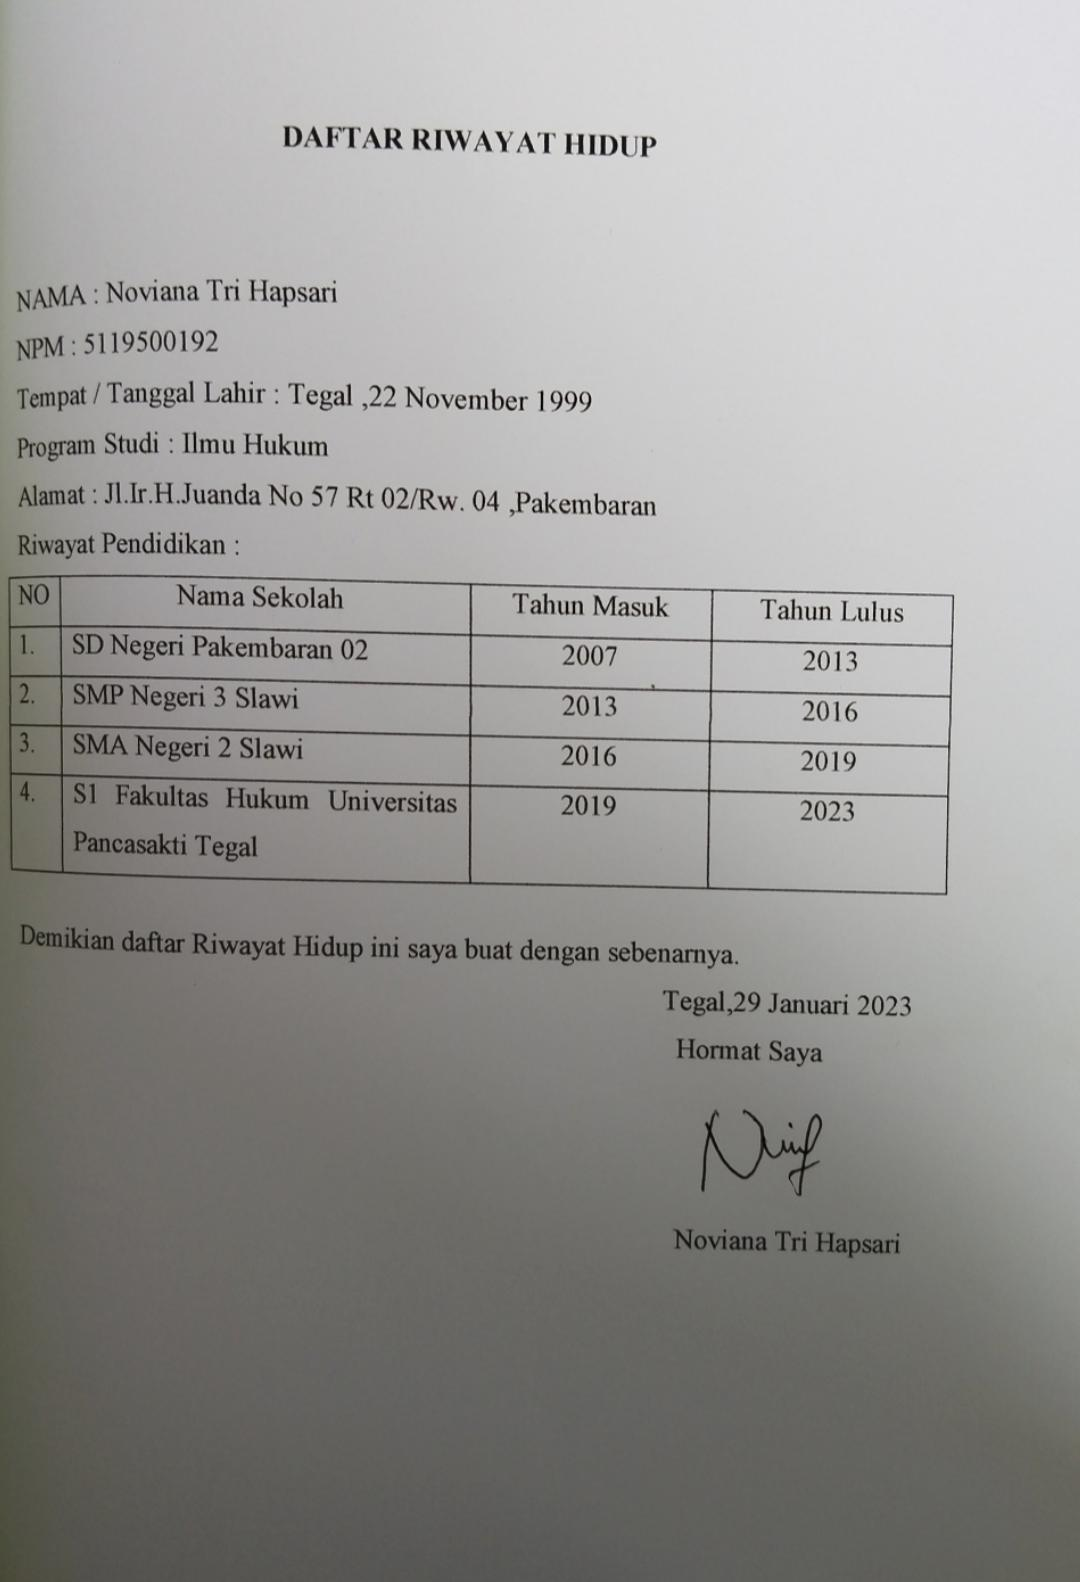 DAFTAR RIWAYAT HIDUP
NAMA : Noviana Tri Hapsari
NPM : 5119500192
Tempat / Tanggal Lahir : Tegal ,22 November 1999
Program Studi : Ilmu Hukum
Alamat : Jl.Ir.H.Juanda No 57 Rt 02/Rw. 04 ,Pakembaran
Riwayat Pendidikan :
NO Nama Sekolah Tahun Masuk Tahun Lulus
1. SD Negeri Pakembaran 02 2007 2013
2. SMP Negeri 3 Slawi 2013 2016
3. SMA Negeri 2 Slawi 2016 2019
4. S1 Fakultas Hukum Universitas 2019 2023
Pancasakti Tegal
Demikian daftar Riwayat Hidup ini saya buat dengan sebenarnya.
Tegal,29 Januari 2023
Hormat Saya
Noviana Tri Hapsari